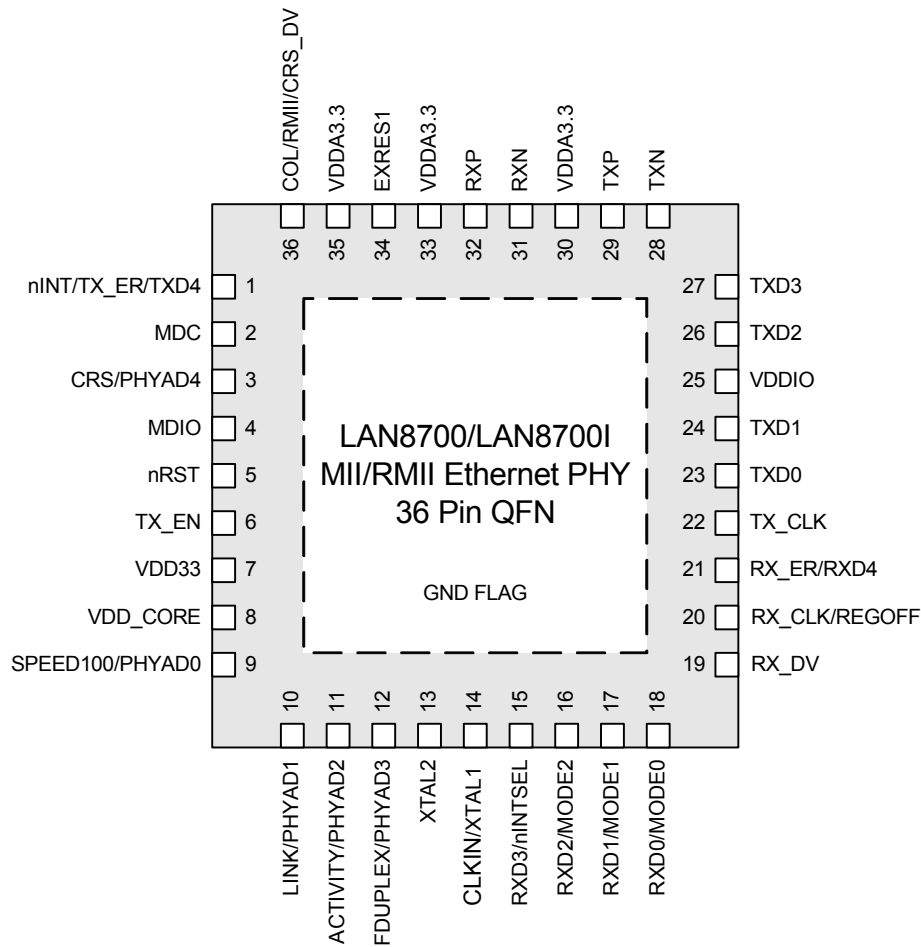 COL/RMII/CRS_DV
VDDA3.3
EXRES1
VDDA3.3
RXP
RXN
VDDA3.3
TXP
TXN
36
35
34
33
32
31
30
29
28
nINT/TX_ER/TXD4 1
MDC 2
CRS/PHYAD4 3
MDIO 4
nRST 5
TX_EN 6
VDD33 7
VDD_CORE 8
SPEED100/PHYAD0 9
LAN8700/LAN8700I
MII/RMII Ethernet PHY
36 Pin QFN
GND FLAG
27 TXD3
26 TXD2
25 VDDIO
24 TXD1
23 TXD0
22 TX_CLK
21 RX_ER/RXD4
20 RX_CLK/REGOFF
19 RX_DV
10
11
12
13
14
15
16
17
18
LINK/PHYAD1
ACTIVITY/PHYAD2
FDUPLEX/PHYAD3
XTAL2
CLKIN/XTAL1
RXD3/nINTSEL
RXD2/MODE2
RXD1/MODE1
RXD0/MODE0